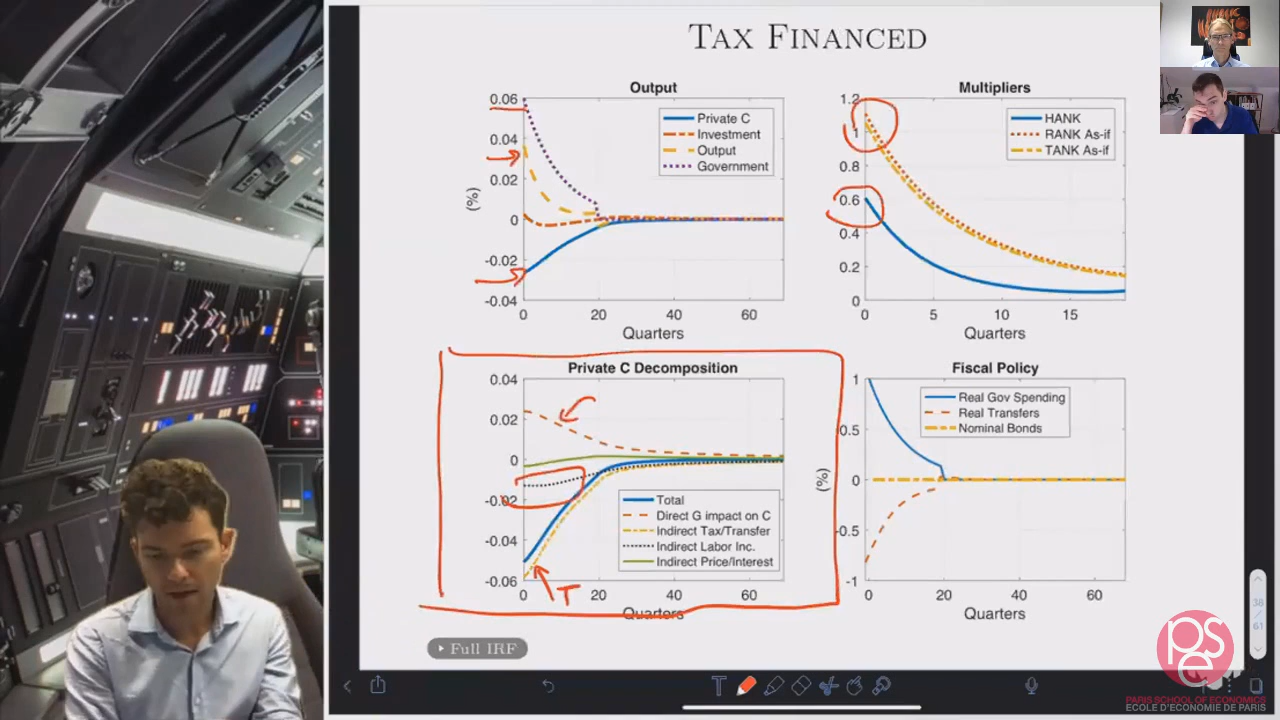 TAX FINANCED
Output
0.06
0.04
0.02
0
-0.02
-0.04
(%)
Private C
Investment
Output
Government
0
20
40
60
Quarters
Multipliers
1.2
1
0.8
0.6
0.4
0.2
0
HANK
RANK As-if
TANK As-if
0
5
10
15
Quarters
Private C Decomposition
0.04
0.02
0
-0.02
-0.04
-0.06
Total
Direct G impact on C
Indirect Tax/Transfer
Indirect Labor Inc.
Indirect Price/Interest
T
0
20
40
60
Quarters
Fiscal Policy
1
0.5
0
-0.5
-1
(%)
Real Gov Spending
Real Transfers
Nominal Bonds
0
20
40
60
Quarters
Full IRF
38
/
61
T
pse
PARIS SCHOOL OF ECONOMICS
ECOLE D'ECONOMIE DE PARIS